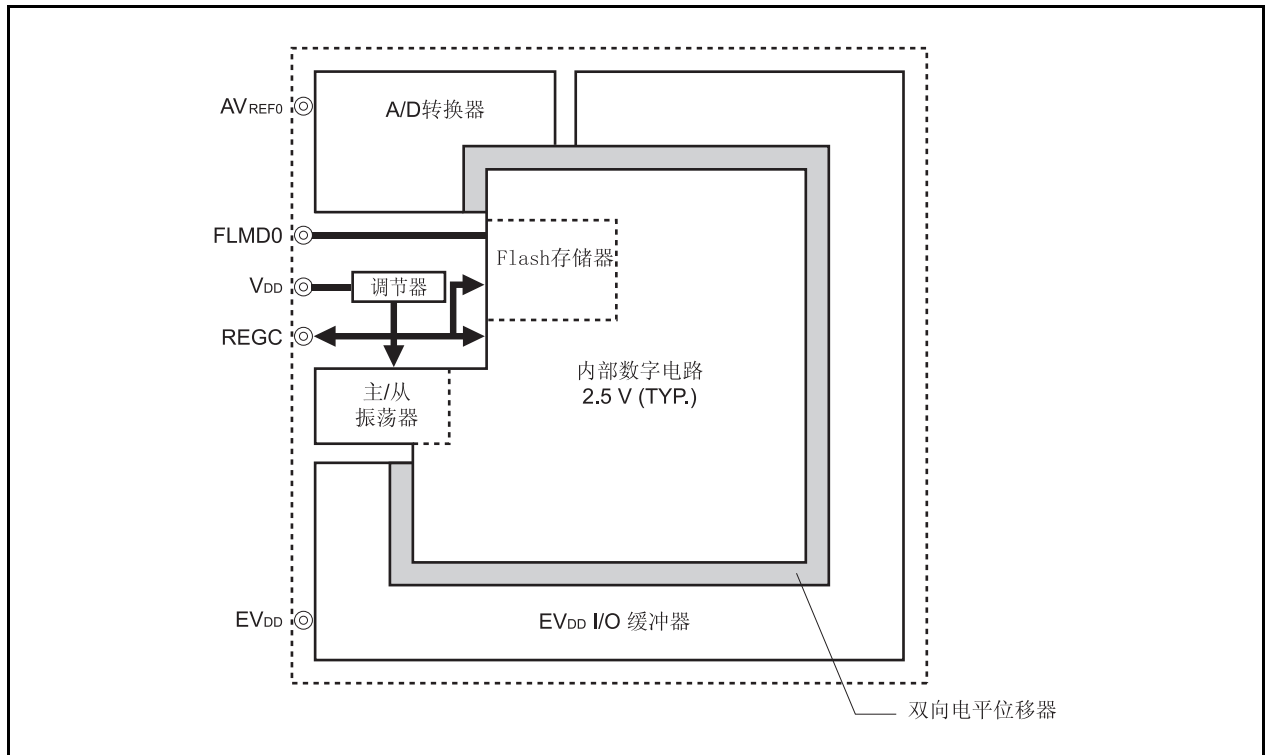 AVREF0
A/D转换器
FLMD0
Flash存储器
VDD
调节器
REGC
内部数字电路
2.5 V (TYP.)
主/从
振荡器
EVDD
EVDD I/O 缓冲器
双向电平位移器